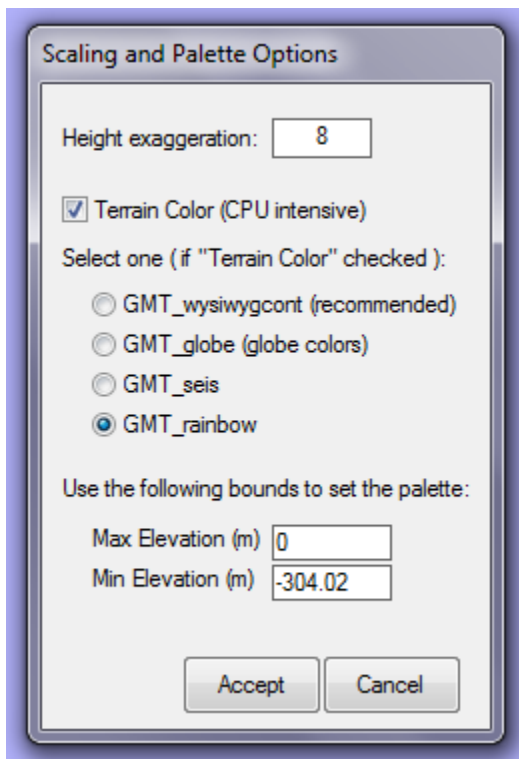 Scaling and Palette Options
Height exaggeration: 8
Terrain Color (CPU intensive)
Select one ( if "Terrain Color" checked ):
GMT_wysiwygcont (recommended)
GMT_globe (globe colors)
GMT_seis
GMT_rainbow
Use the following bounds to set the palette:
Max Elevation (m) 0
Min Elevation (m) -304.02
Accept Cancel